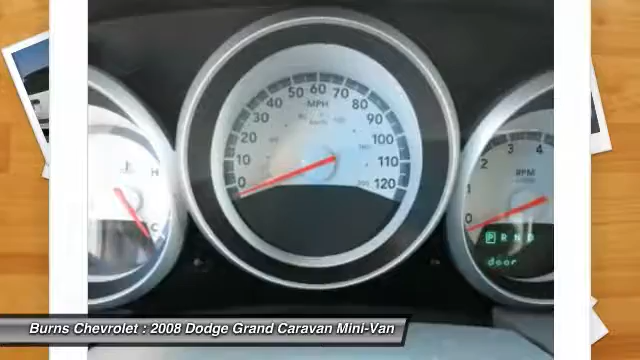 50 60 70
40 MPH 80
30 90
20 100
10 110
0 120
H
C
2 3 4
1 RPM
0
P R N D
door
Burns Chevrolet : 2008 Dodge Grand Caravan Mini-Van